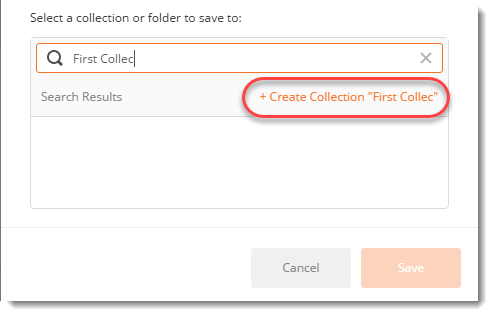 Select a collection or folder to save to:
First Collec
Search Results + Create Collection "First Collec"
Cancel Save